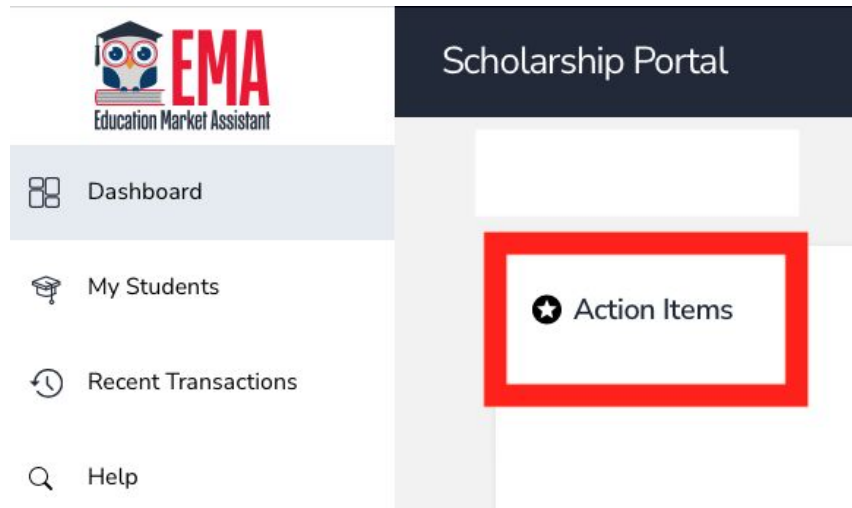 EMA
Education Market Assistant
Scholarship Portal
Dashboard
My Students
Recent Transactions
Help
Action Items